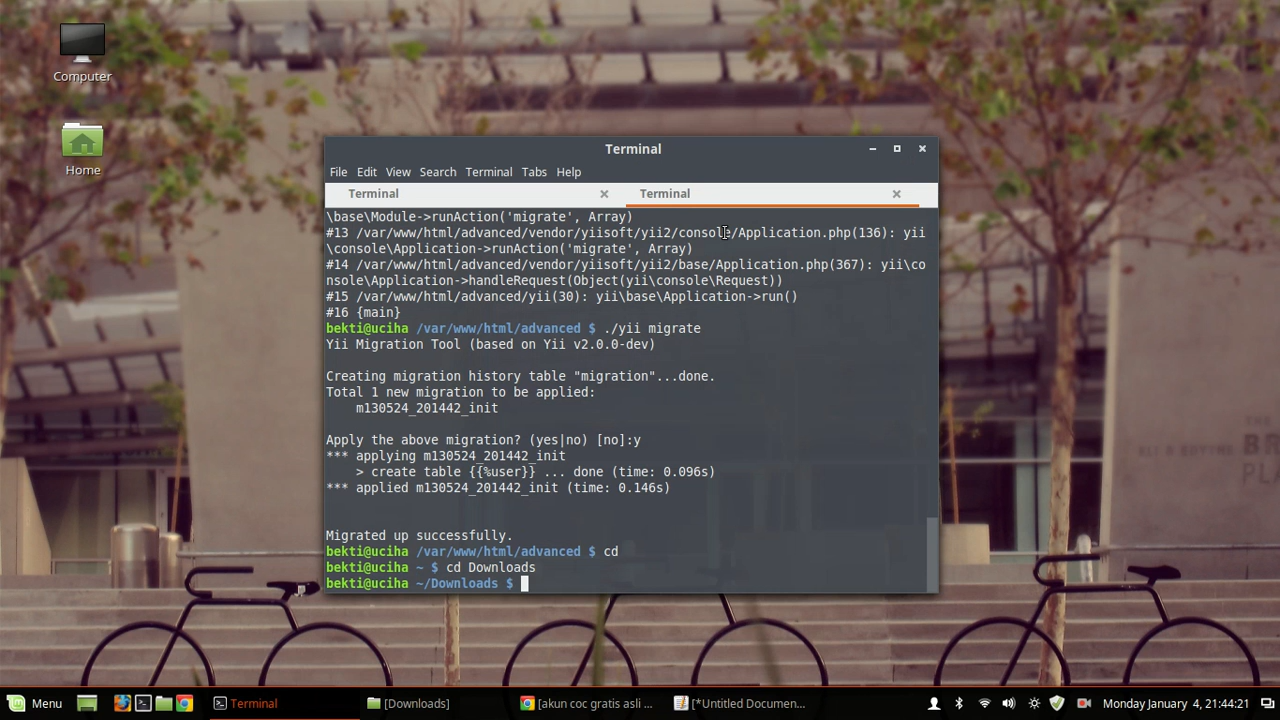 Computer
Home
Terminal
File Edit View Search Terminal Tabs Help
Terminal Terminal
\base\Module->runAction('migrate', Array)
#13 /var/www/html/advanced/vendor/yiisoft/yii2/console/Application.php(136): yii
\console\Application->runAction('migrate', Array)
#14 /var/www/html/advanced/vendor/yiisoft/yii2/base/Application.php(367): yii\co
nsole\Application->handleRequest(Object(yii\console\Request))
#15 /var/www/html/advanced/yii(30): yii\base\Application->run()
#16 {main}
bekti@uciha /var/www/html/advanced $ ./yii migrate
Yii Migration Tool (based on Yii v2.0.0-dev)
Creating migration history table "migration"...done.
Total 1 new migration to be applied:
m130524_201442_init
Apply the above migration? (yes|no) [no]:y
*** applying m130524_201442_init
> create table {{%user}} ... done (time: 0.096s)
*** applied m130524_201442_init (time: 0.146s)
Migrated up successfully.
bekti@uciha /var/www/html/advanced $ cd
bekti@uciha ~ $ cd Downloads
bekti@uciha ~/Downloads $
Menu Terminal [Downloads] [akun coc gratis asli ... [*Untitled Documen... Monday January 4, 21:44:21